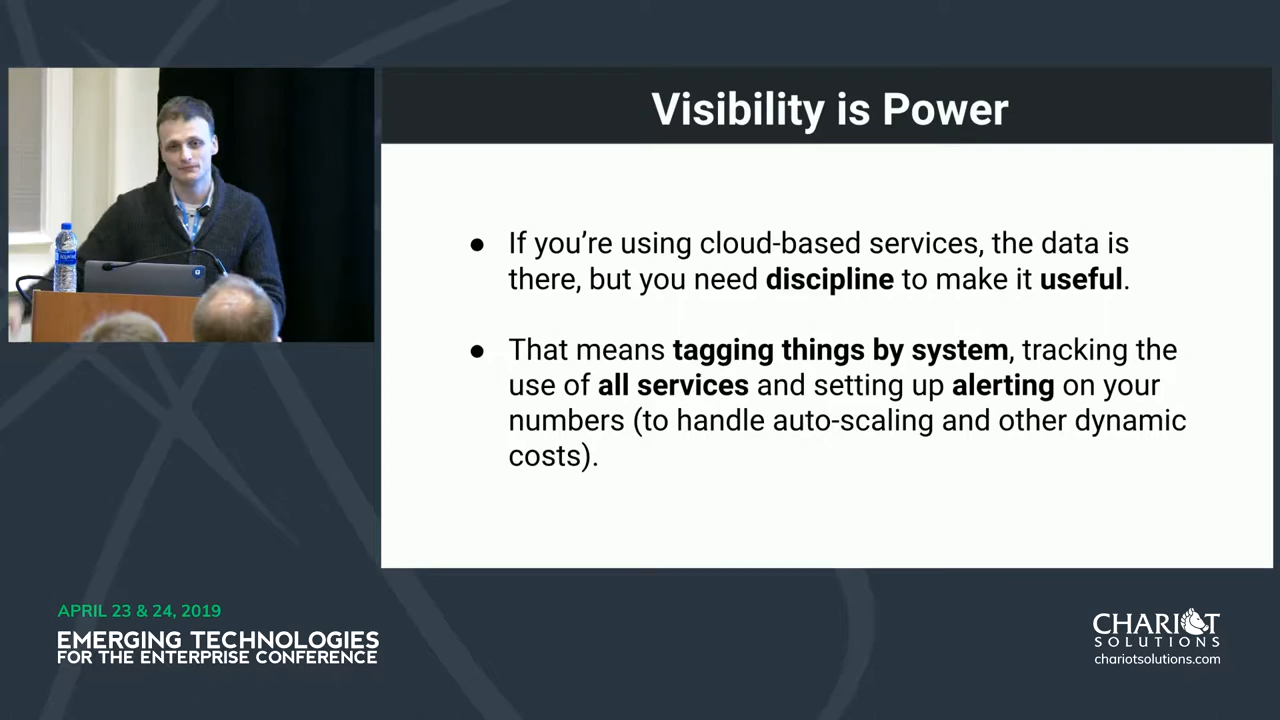 Visibility is Power
● If you’re using cloud-based services, the data is
there, but you need discipline to make it useful.
● That means tagging things by system, tracking the
use of all services and setting up alerting on your
numbers (to handle auto-scaling and other dynamic
costs).
APRIL 23 & 24, 2019
EMERGING TECHNOLOGIES
FOR THE ENTERPRISE CONFERENCE
CHARIOT
SOLUTIONS
chariotsolutions.com